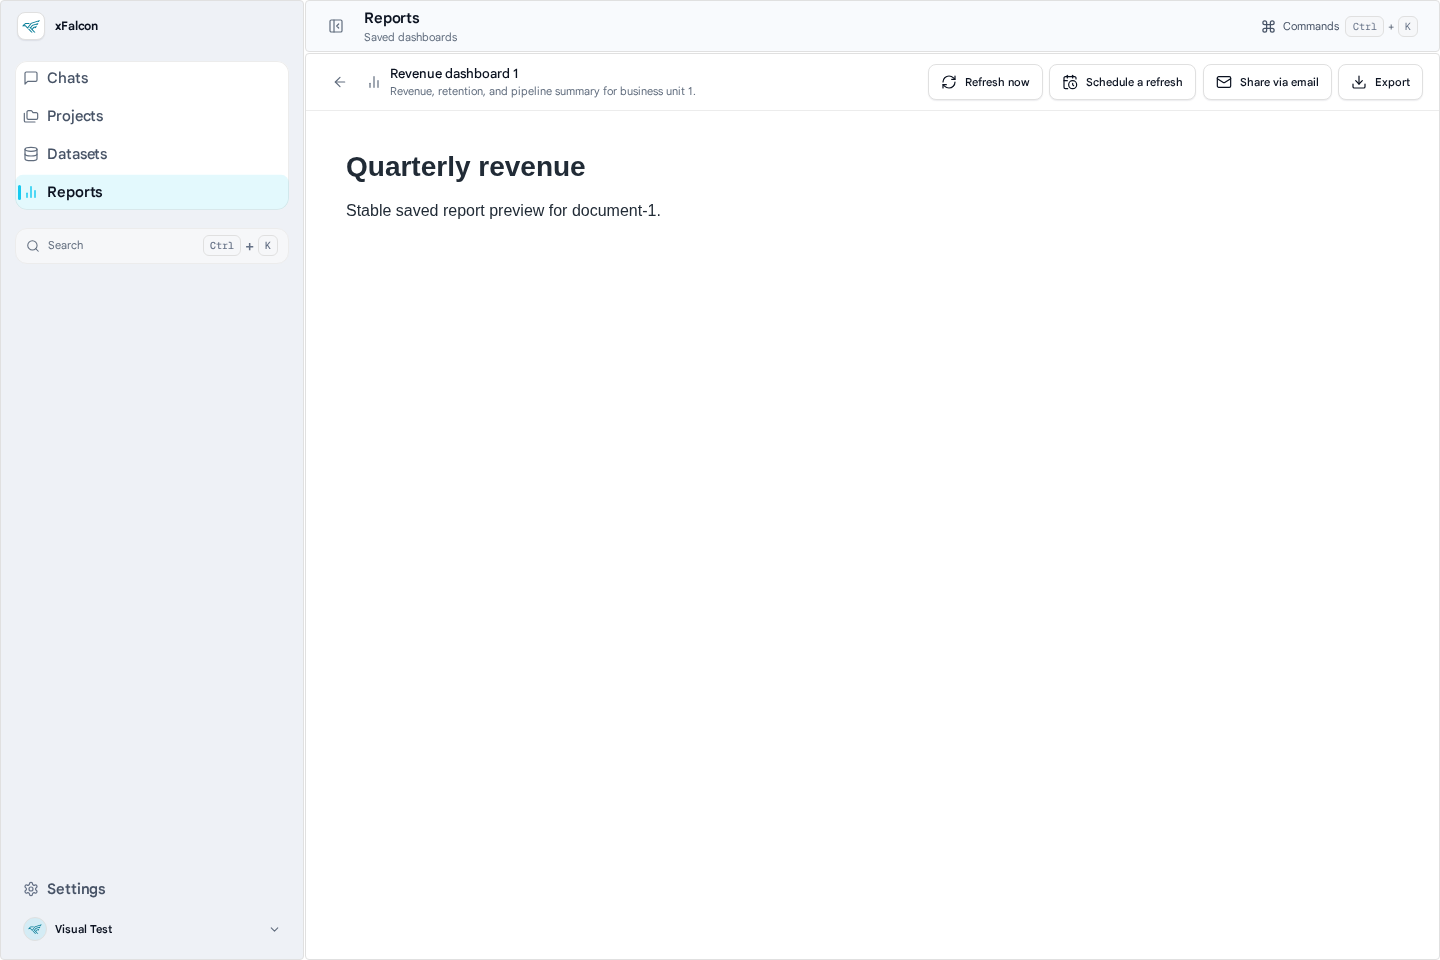 xFalcon
Chats
Projects
Datasets
Reports
Search Ctrl + K
Settings
Visual Test
Reports
Saved dashboards
Commands Ctrl + K
Revenue dashboard 1
Revenue, retention, and pipeline summary for business unit 1.
Refresh now
Schedule a refresh
Share via email
Export
Quarterly revenue
Stable saved report preview for document-1.